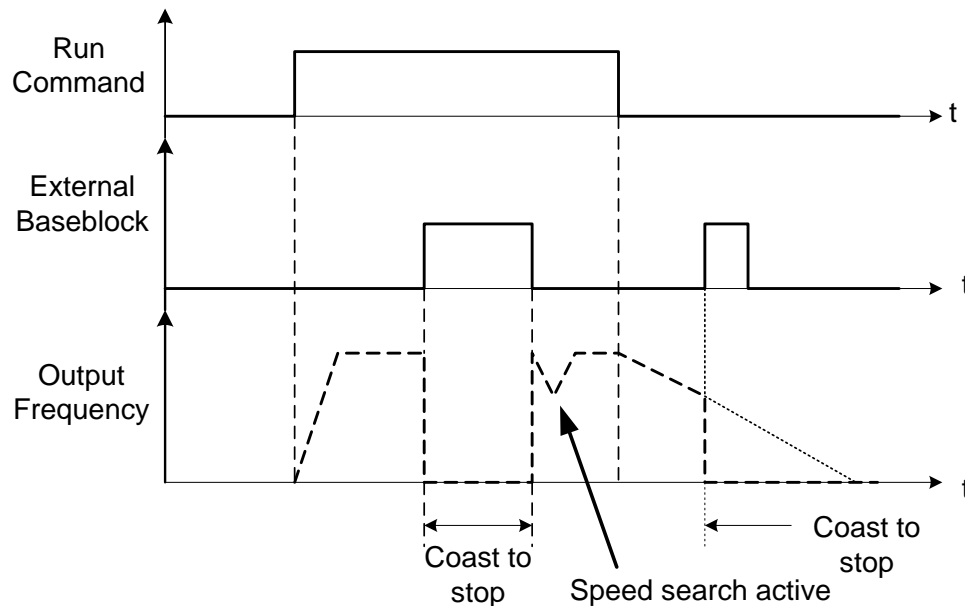 Run
Command
t
External
Baseblock
t
Output
Frequency
t
Coast to
stop
Speed search active
Coast to
stop